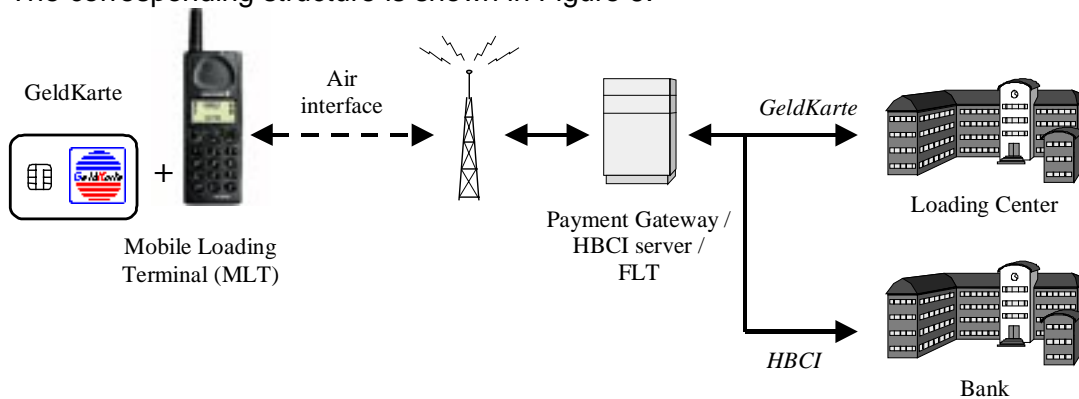 The corresponding structure is shown in Figure 3.
GeldKarte
GeldKarte
+
Mobile Loading
Terminal (MLT)
Air
interface
Payment Gateway /
HBCI server /
FLT
GeldKarte
Loading Center
HBCI
Bank